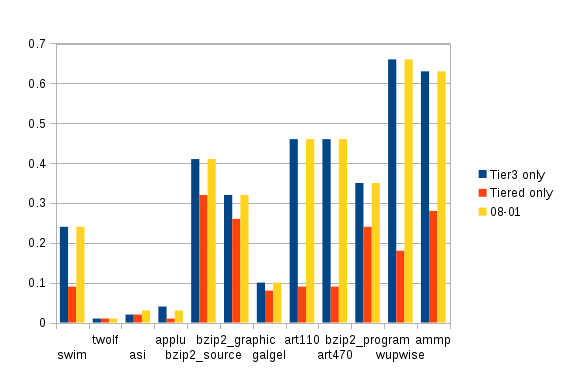 0.7
0.6
0.5
0.4
0.3
0.2
0.1
0
Tier3 only
Tiered only
08-01
twolf applu bzip2_graphic art110 bzip2_program ammp
swim asi bzip2_source galgel art470 wupwise